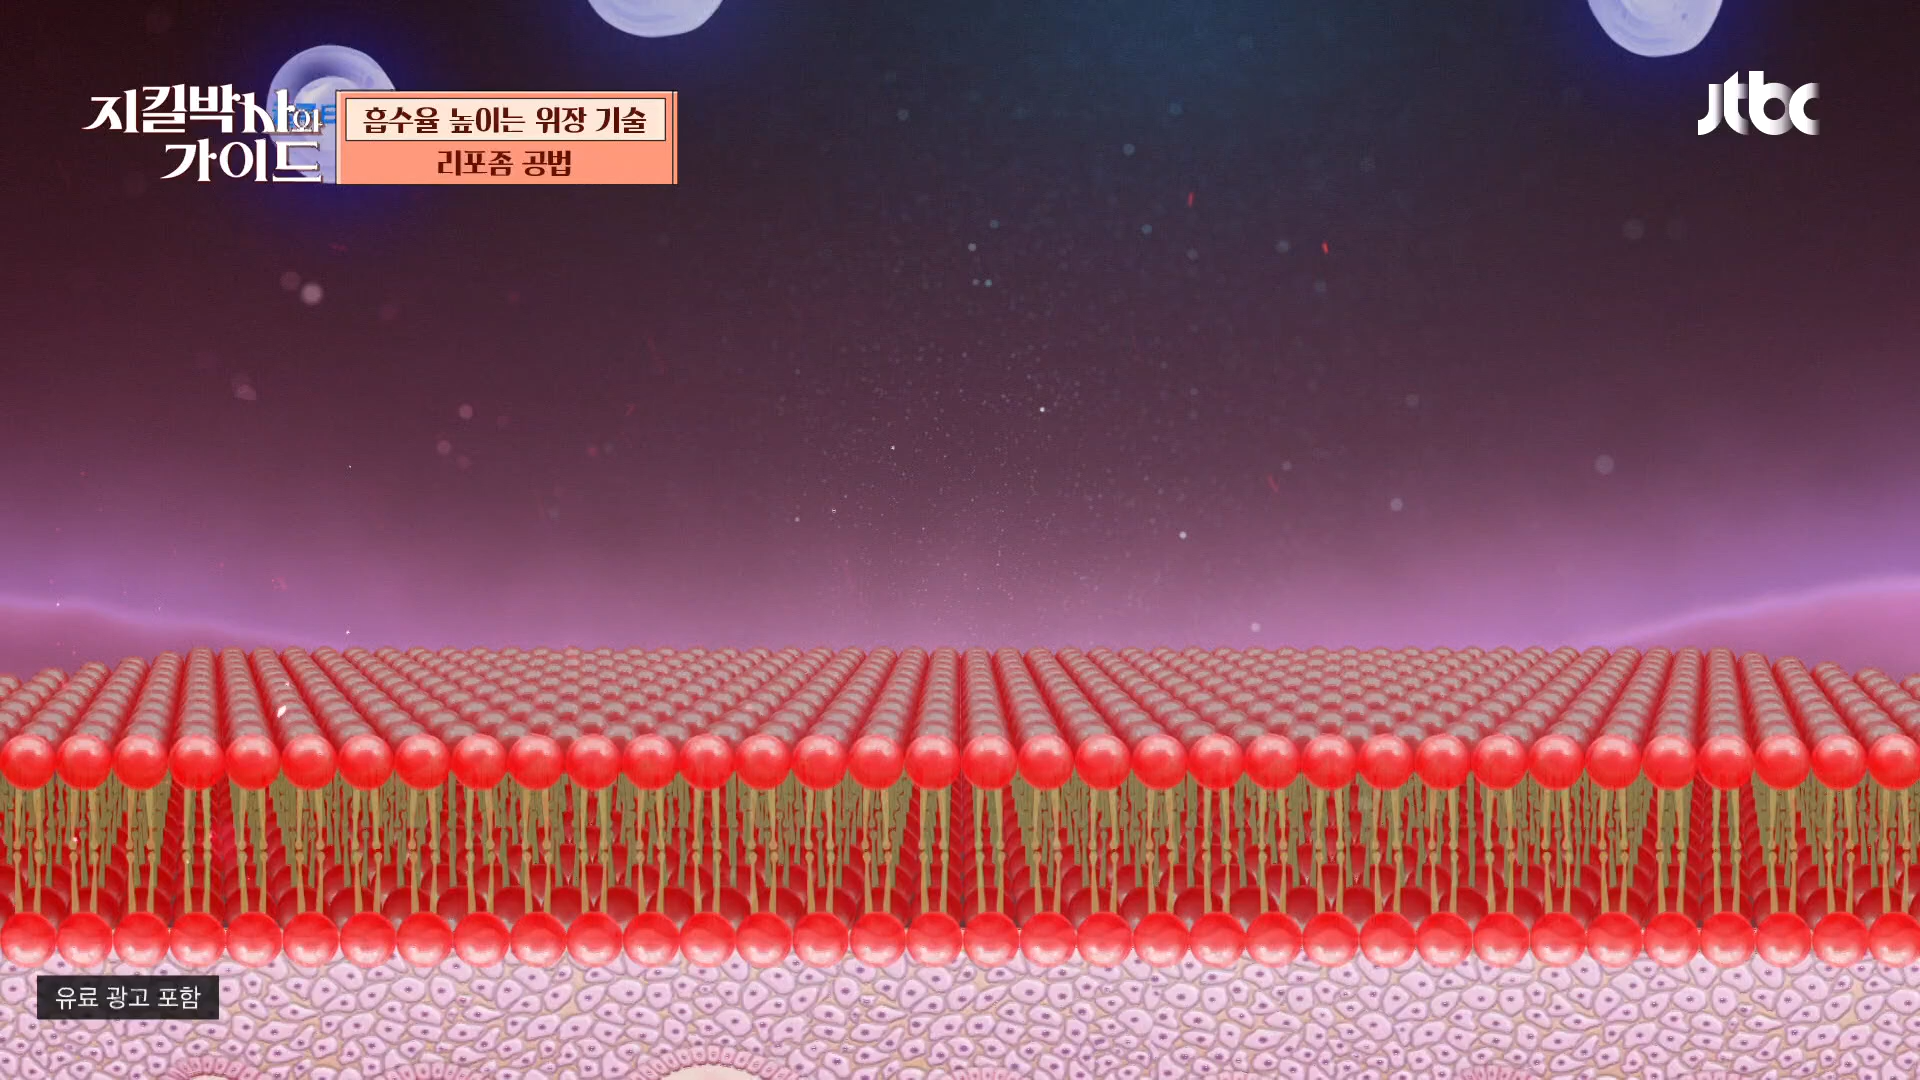 지킬박사와
가이드
흡수율 높이는 위장 기술
리포좀 공법
jtbc
유료 광고 포함